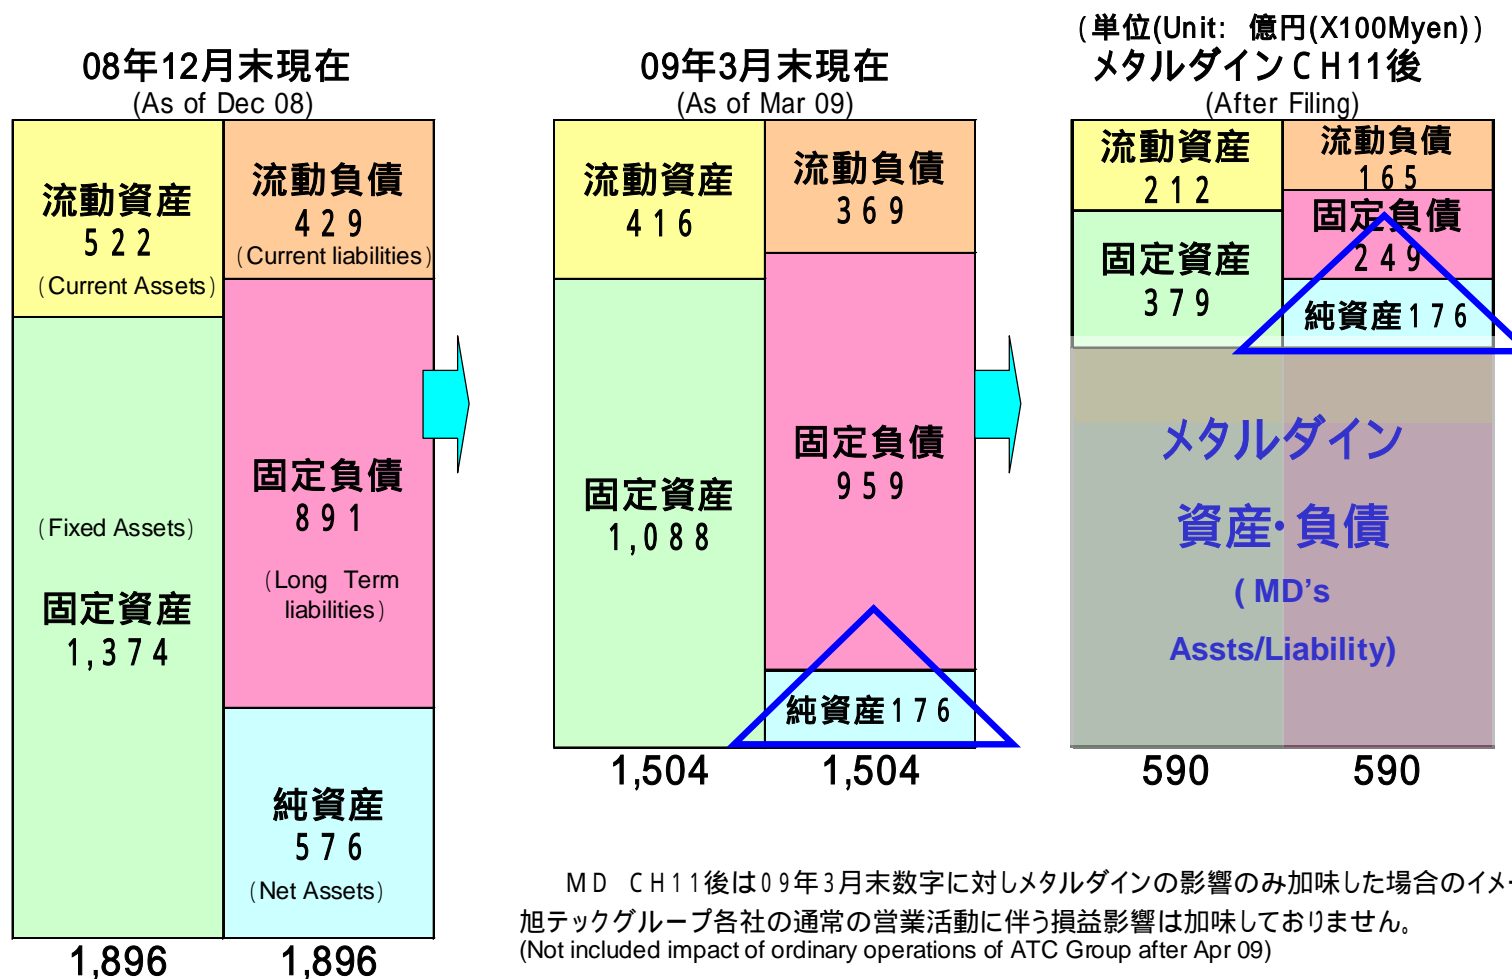 (単位(Unit: 億円(X100Myen))
08年12月末現在
(As of Dec 08)
流動資産
522
(Current Assets)
(Fixed Assets)
固定資産
1,374
流動負債
429
(Current liabilities)
固定負債
891
(Long Term
liabilities)
純資産
576
(Net Assets)
1,896
1,896
09年3月末現在
(As of Mar 09)
流動資産
416
固定資産
1,088
流動負債
369
固定負債
959
純資産176
1,504
1,504
メタルダインCH11後
(After Filing)
流動資産
212
固定資産
379
流動負債
165
固定負債
249
純資産176
メタルダイン
資産・負債
( MD's
Assts/Liability)
590
590
MD CH11後は09年3月末数字に対しメタルダインの影響のみ加味した場合のイメー
旭テックグループ各社の通常の営業活動に伴う損益影響は加味しておりません。
(Not included impact of ordinary operations of ATC Group after Apr 09)